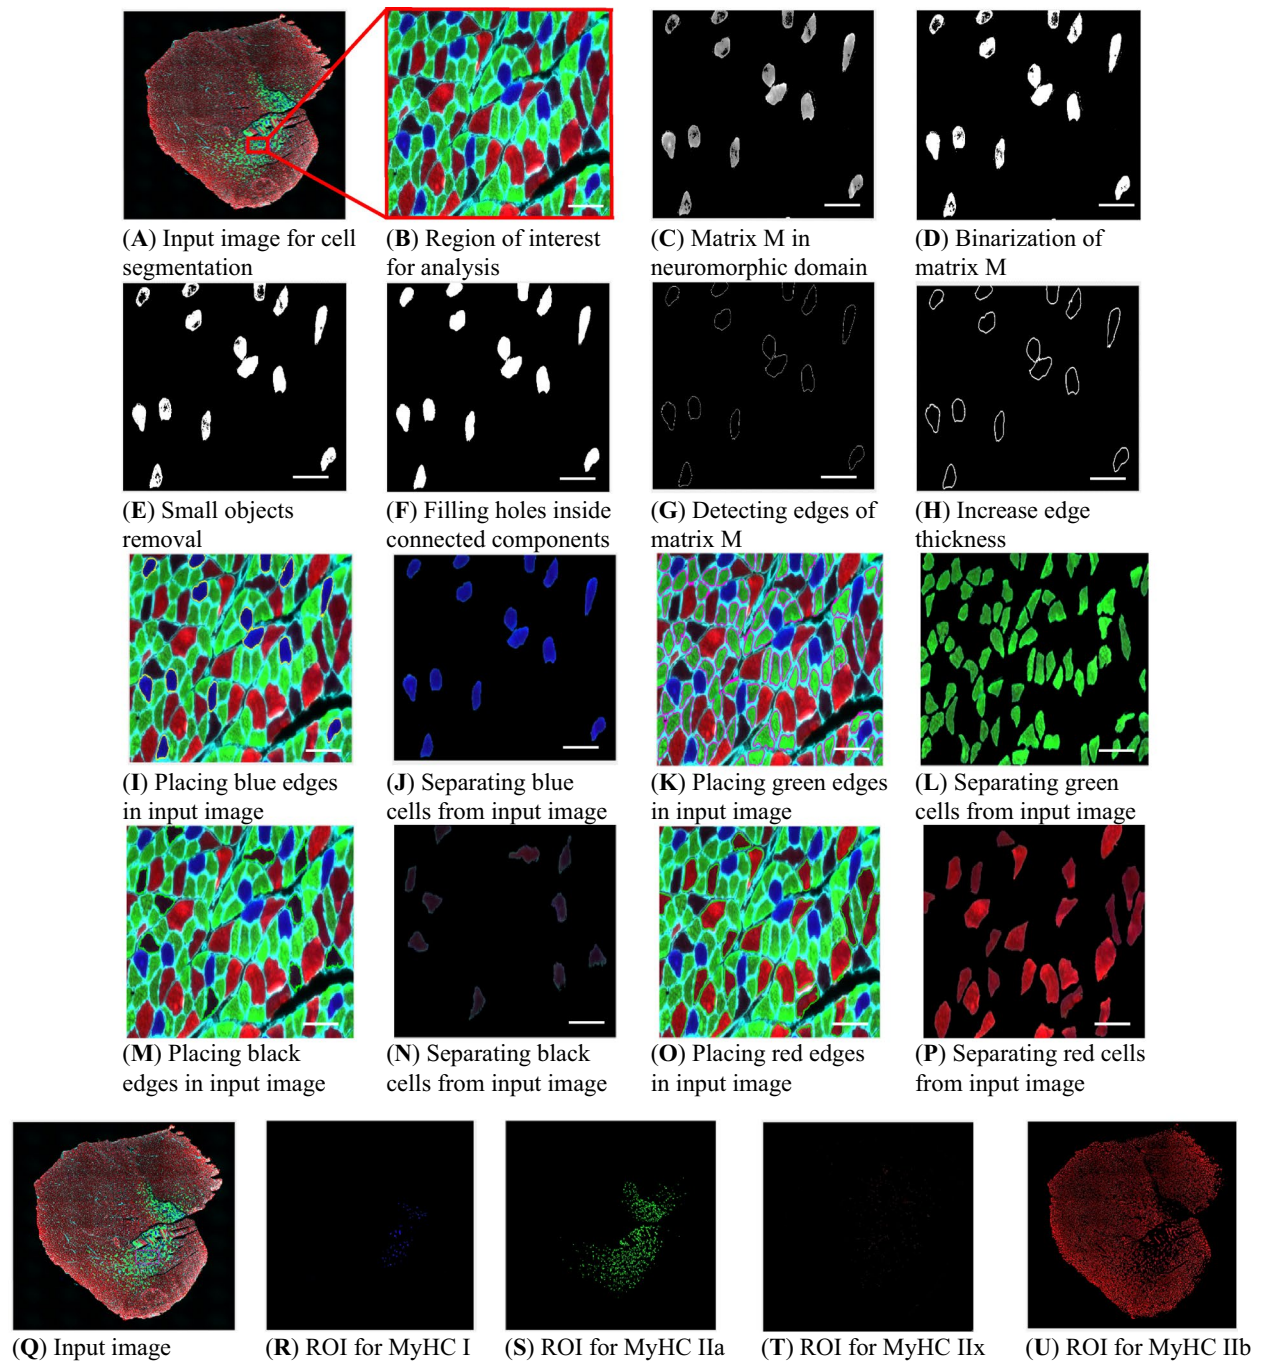 (A) Input image for cell
segmentation
(B) Region of interest
for analysis
(C) Matrix M in
neuromorphic domain
(D) Binarization of
matrix M
(E) Small objects
removal
(F) Filling holes inside
connected components
(G) Detecting edges of
matrix M
(H) Increase edge
thickness
(I) Placing blue edges
in input image
(J) Separating blue
cells from input image
(K) Placing green edges
in input image
(L) Separating green
cells from input image
(M) Placing black
edges in input image
(N) Separating black
cells from input image
(O) Placing red edges
in input image
(P) Separating red cells
from input image
(Q) Input image
(R) ROI for MyHC I
(S) ROI for MyHC IIa
(T) ROI for MyHC IIx
(U) ROI for MyHC IIb